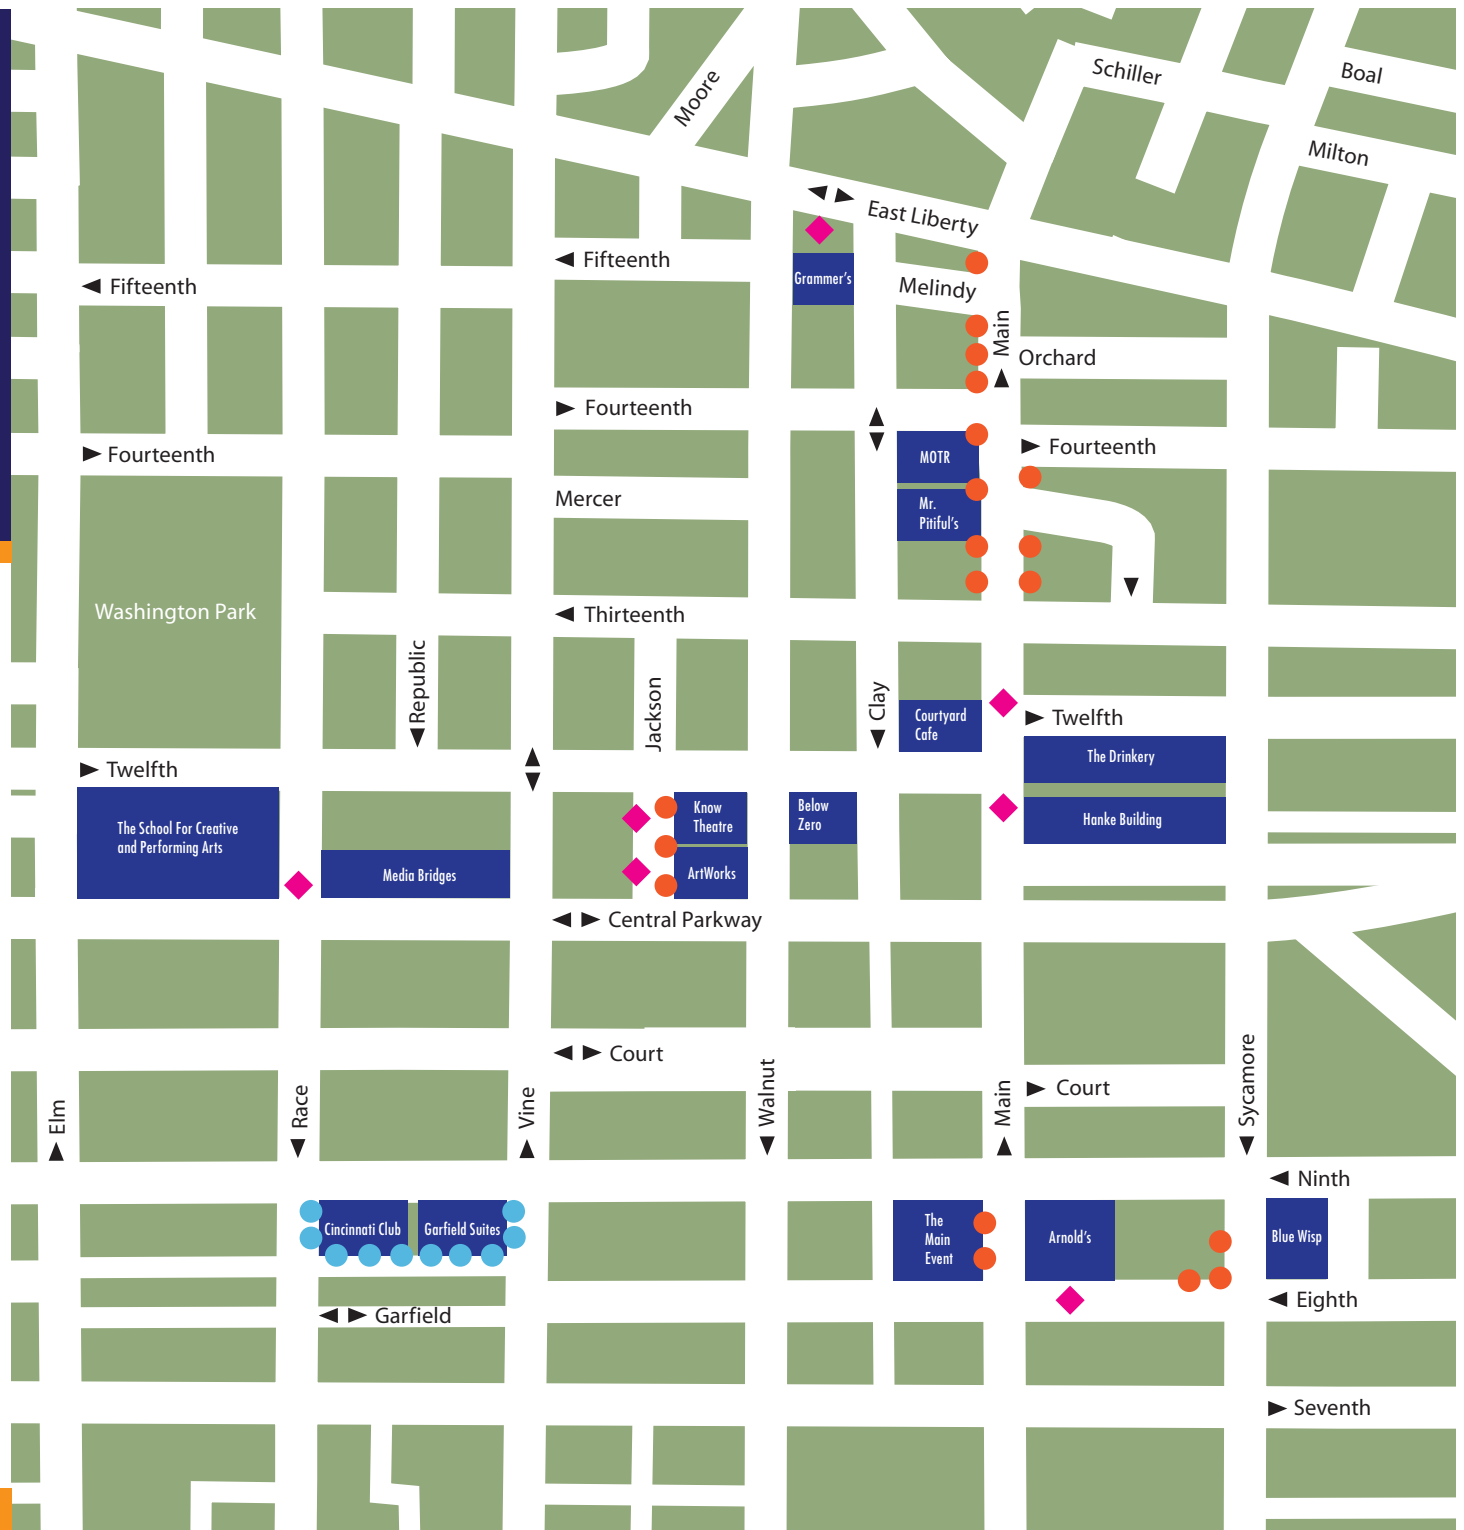 Schiller
Boal
Moore
Milton
East Liberty
Fifteenth
Fifteenth
Grammer's
Melindy
Main
Orchard
Fourteenth
Fourteenth
Fourteenth
MOTR
Mercer
Mr.
Pitiful's
Washington Park
Thirteenth
Republic
Jackson
Clay
Courtyard
Cafe
Twelfth
Twelfth
The Drinkery
The School For Creative
and Performing Arts
Know
Theatre
Below
Zero
Hanke Building
Media Bridges
ArtWorks
Central Parkway
Court
Court
Elm
Race
Vine
Walnut
Main
Sycamore
Ninth
Cincinnati Club
Garfield Suites
The
Main
Event
Arnold's
Blue Wisp
Garfield
Eighth
Seventh